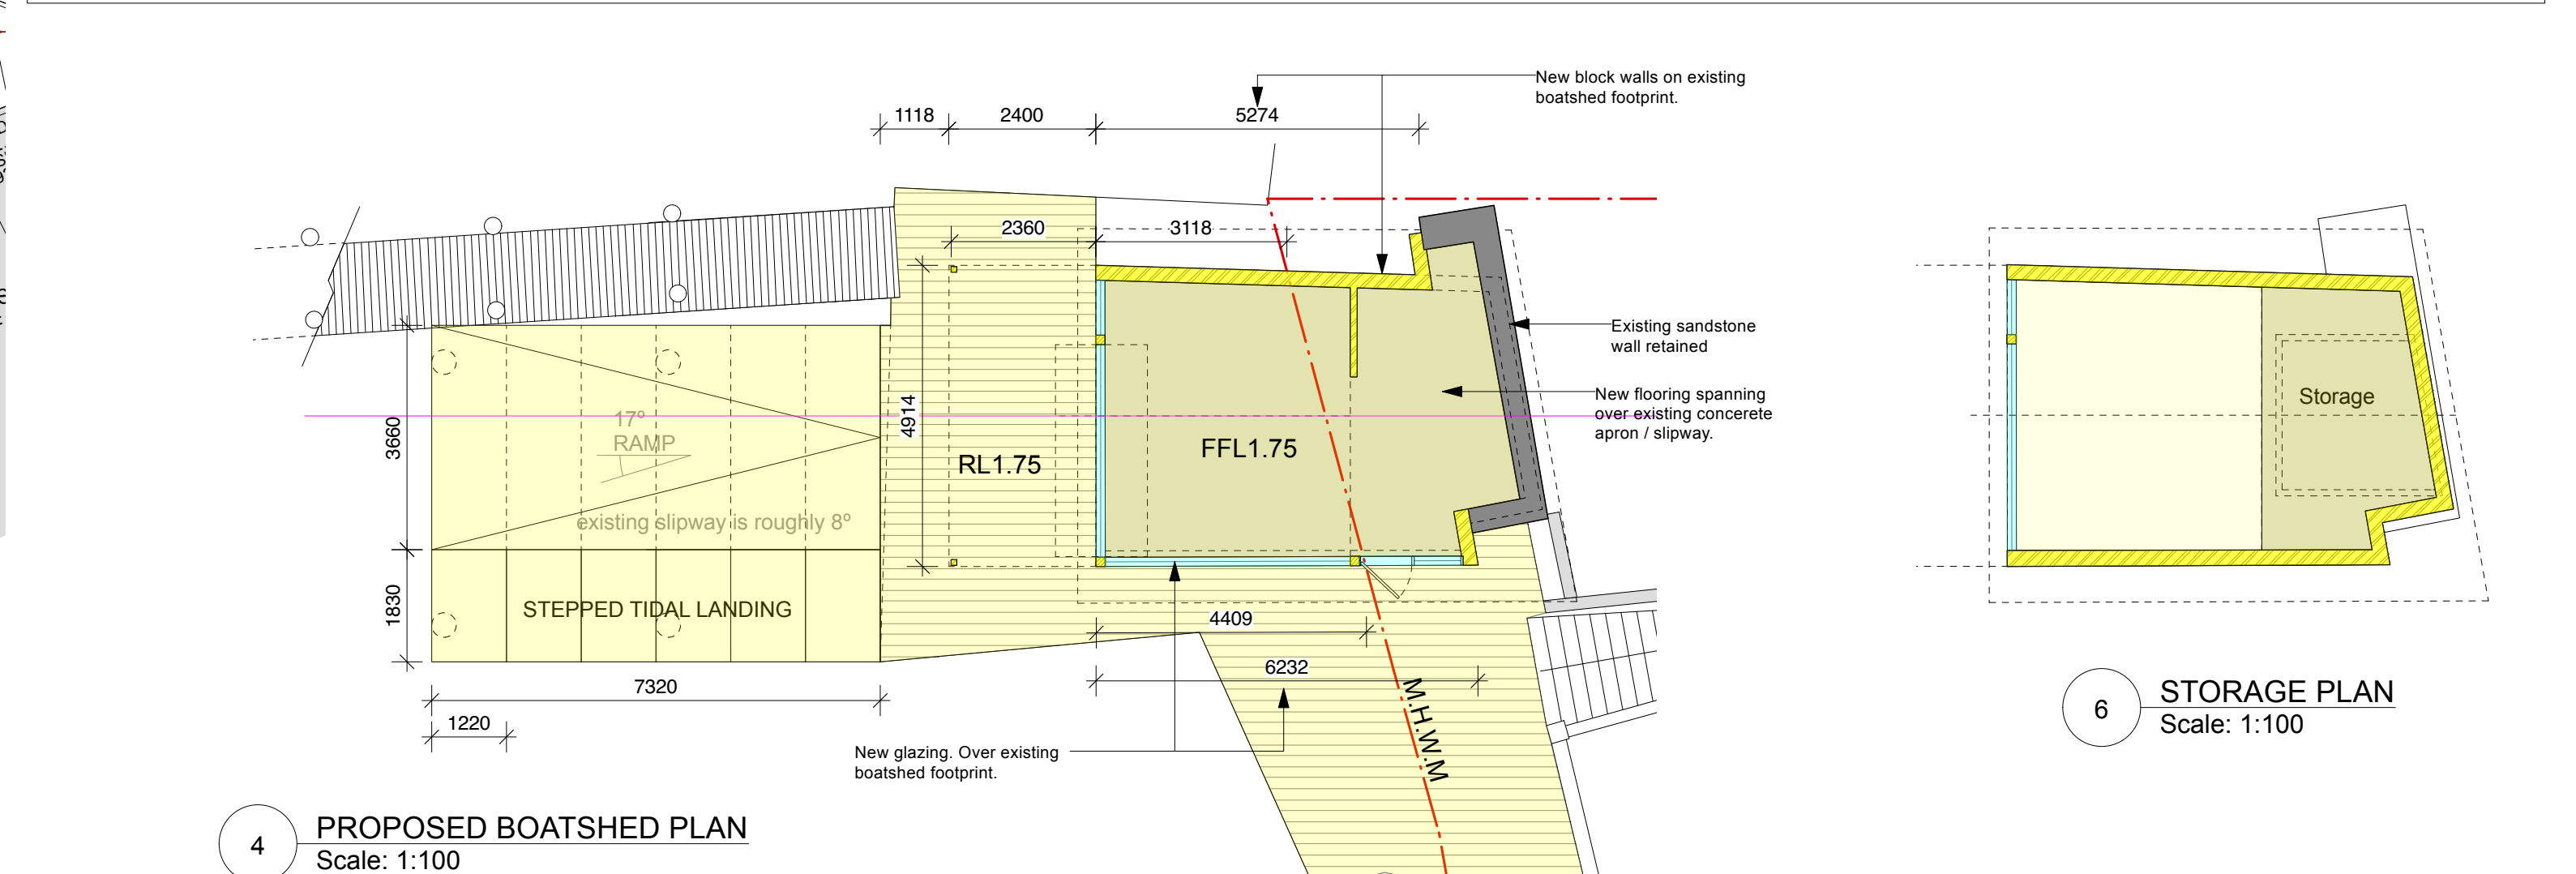 New block walls on existing
boatshed footprint.
1118
2400
5274
2360
3118
Existing sandstone
wall retained
New flooring spanning
over existing concerete
apron / slipway.
3660
17º
RAMP
4914
RL1.75
FFL1.75
existing slipway is roughly 8º
1830
STEPPED TIDAL LANDING
4409
6232
7320
1220
M.H.W.M
New glazing. Over existing
boatshed footprint.
4
PROPOSED BOATSHED PLAN
Scale: 1:100
Storage
6
STORAGE PLAN
Scale: 1:100